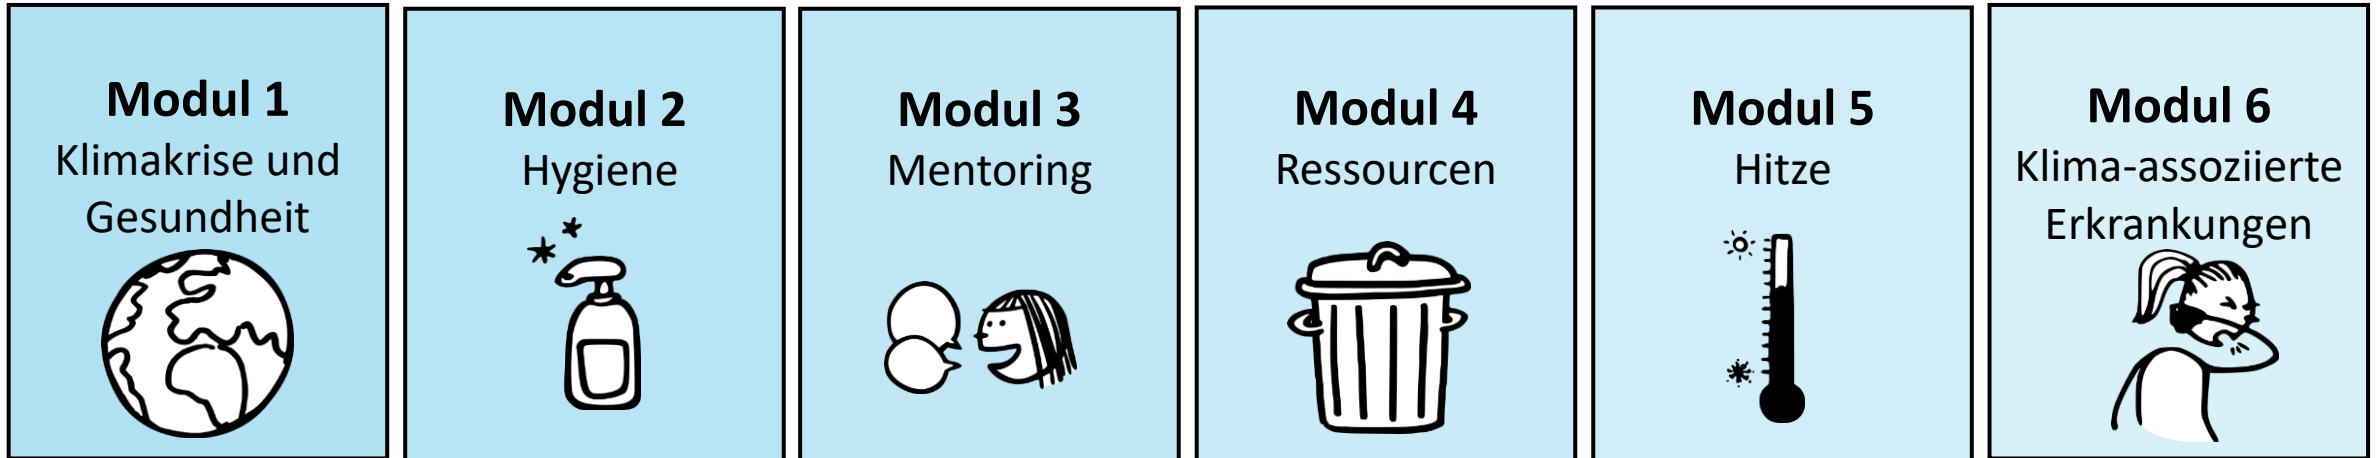 Modul 1
Klimakrise und
Gesundheit
Modul 2
Hygiene
Modul 3
Mentoring
Modul 4
Ressourcen
Modul 5
Hitze
Modul 6
Klima-assoziierte
Erkrankungen